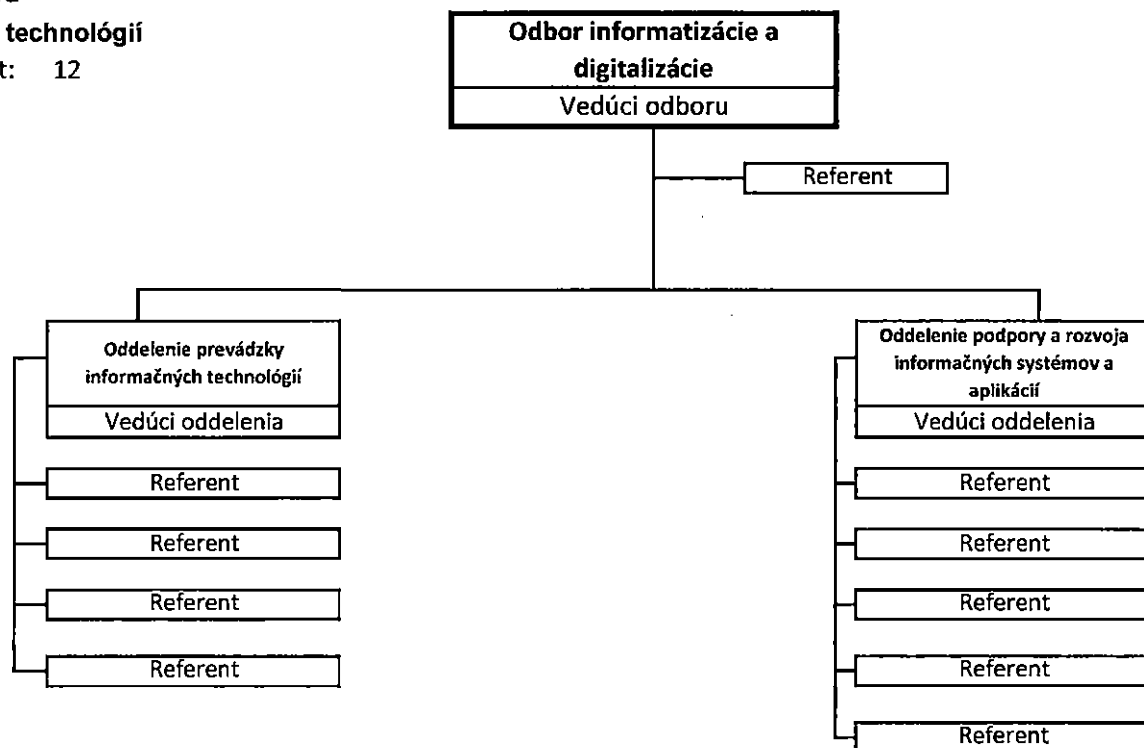 technológií
t: 12
Odbor informatizácie a
digitalizácie
Vedúci odboru
Referent
Oddelenie prevádzky
informačných technológií
Vedúci oddelenia
Referent
Referent
Referent
Referent
Oddelenie podpory a rozvoja
informačných systémov a
aplikácií
Vedúci oddelenia
Referent
Referent
Referent
Referent
Referent